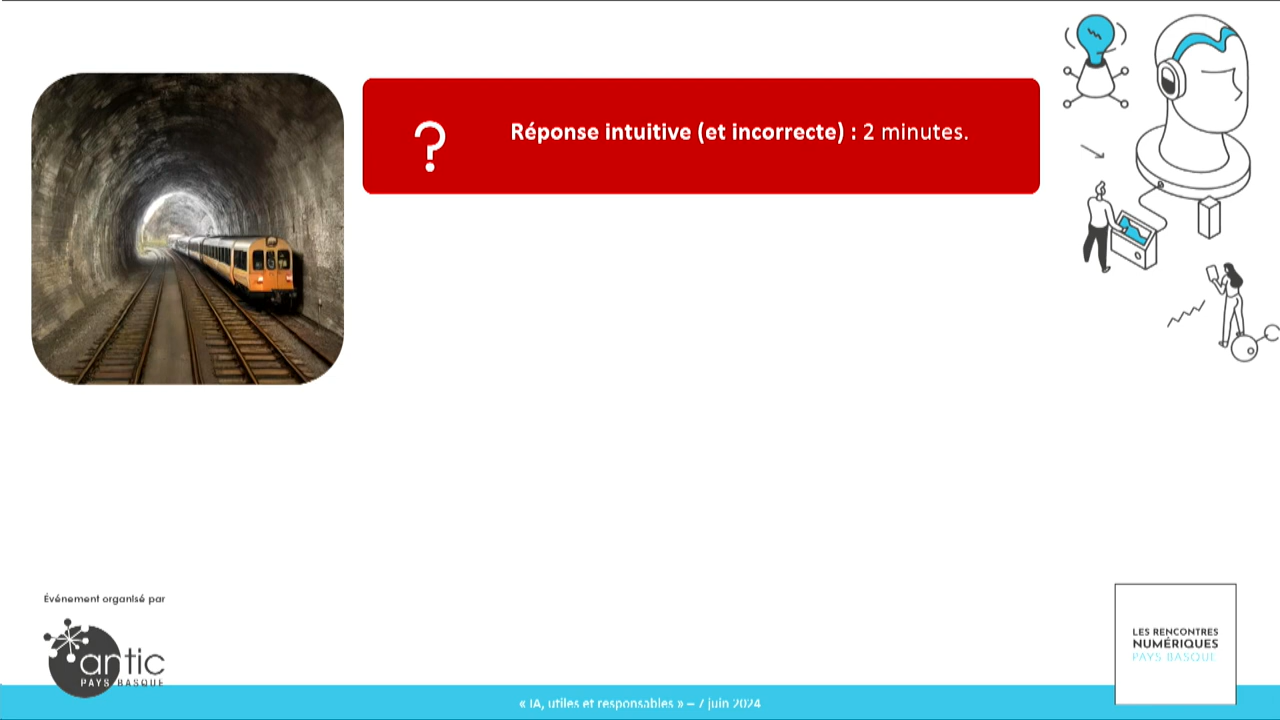 ?
Réponse intuitive (et incorrecte) : 2 minutes.
Événement organisé par
antic
PAYS BASQUE
LES RENCONTRES
NUMÉRIQUES
PAYS BASQUE
« IA, utiles et responsables » – 7 juin 2024